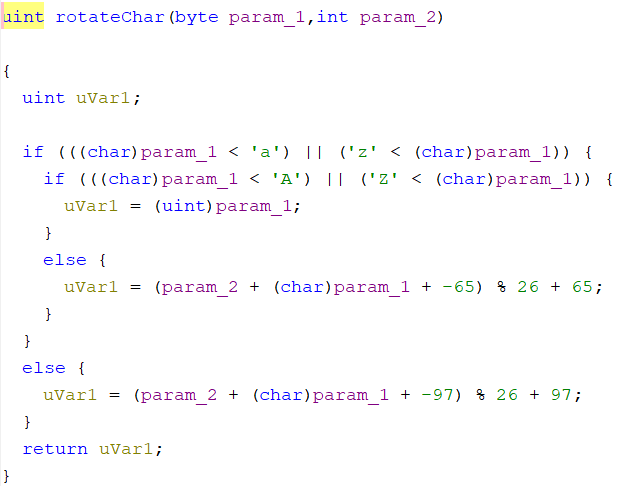 uint rotateChar(byte param_1,int param_2)
{
uint uVar1;
if (((char)param_1 < 'a') || ('z' < (char)param_1)) {
if (((char)param_1 < 'A') || ('Z' < (char)param_1)) {
uVar1 = (uint)param_1;
}
else {
uVar1 = (param_2 + (char)param_1 + -65) % 26 + 65;
}
}
else {
uVar1 = (param_2 + (char)param_1 + -97) % 26 + 97;
}
return uVar1;
}